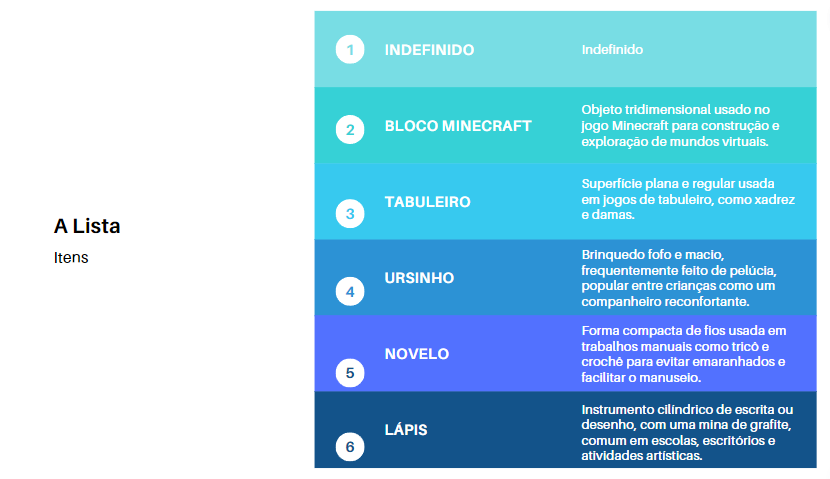 A Lista
Itens
1 INDEFINIDO
Indefinido
2 BLOCO MINECRAFT
Objeto tridimensional usado no
jogo Minecraft para construção e
exploração de mundos virtuais.
3 TABULEIRO
Superfície plana e regular usada
em jogos de tabuleiro, como xadrez
e damas.
4 URSINHO
Brinquedo fofo e macio,
frequentemente feito de pelúcia,
popular entre crianças como um
companheiro reconfortante.
5 NOVELO
Forma compacta de fios usada em
trabalhos manuais como tricô e
crochê para evitar emaranhados e
facilitar o manuseio.
6 LÁPIS
Instrumento cilíndrico de escrita ou
desenho, com uma mina de grafite,
comum em escolas, escritórios e
atividades artísticas.